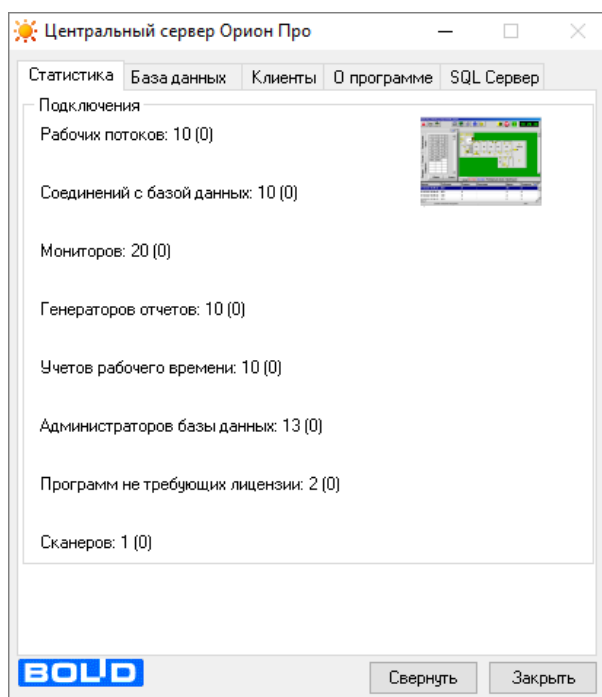 Центральный сервер Орион Про
Статистика База данных Клиенты О программе SQL Сервер
Подключения
Рабочих потоков: 10 (0)
Соединений с базой данных: 10 (0)
Мониторов: 20 (0)
Генераторов отчетов: 10 (0)
Учетов рабочего времени: 10 (0)
Администраторов базы данных: 13 (0)
Программ не требующих лицензии: 2 (0)
Сканеров: 1 (0)
BOLID
Свернуть Закрыть